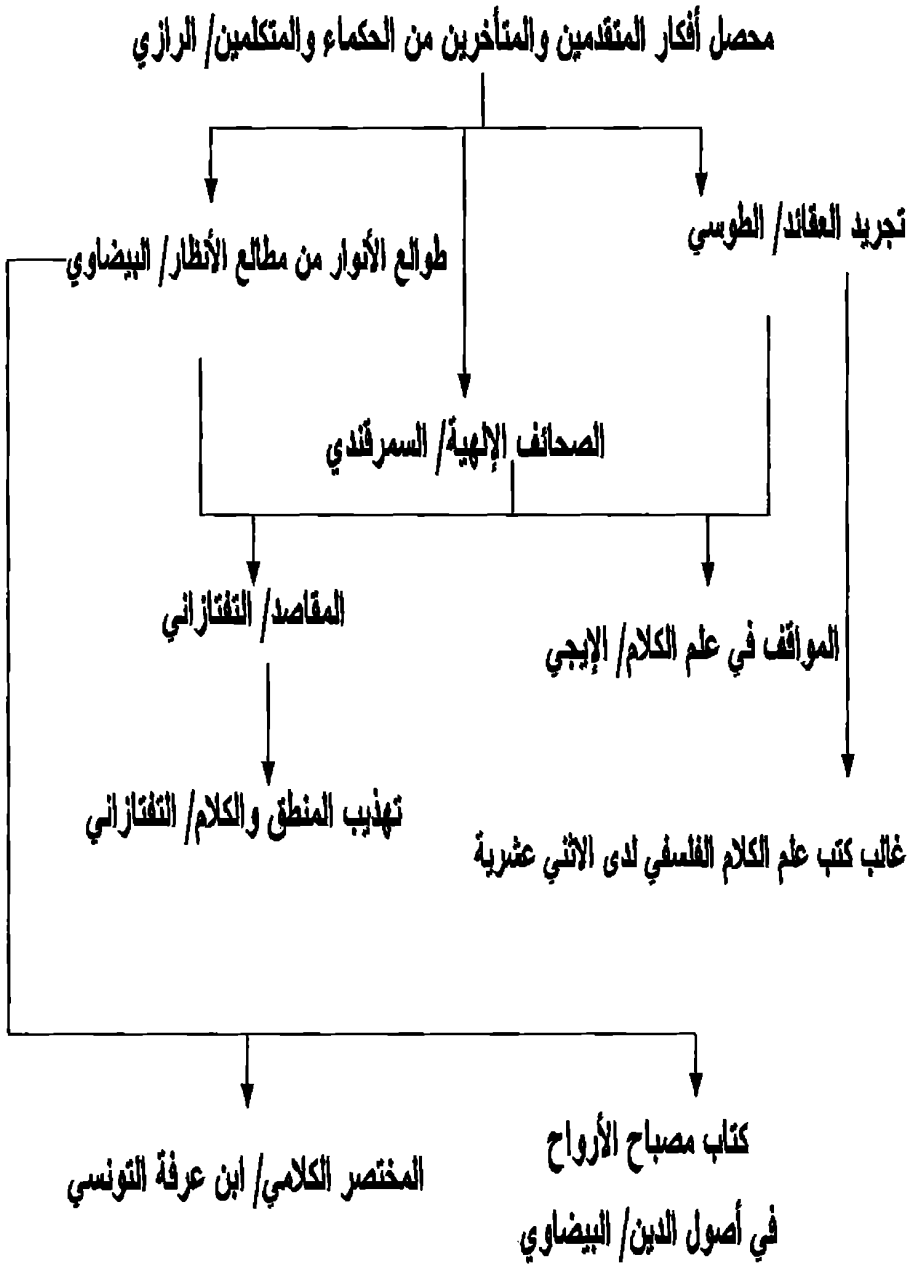 محصل أفكار المتقدمين والمتأخرين من الحكماء والمتكلمين/ الرازي
تجريد العقائد/ الطوسي
طوالع الأنوار من مطالع الأنظار/ البيضاوي
الصحائف الإلهية/ السمرقندي
المواقف في علم الكلام/ الإيجي
المقاصد/ التفتازاني
تهذيب المنطق والكلام/ التفتازاني
غالب كتب علم الكلام الفلسفي لدى الاثني عشرية
كتاب مصباح الأرواح
في أصول الدين/ البيضاوي
المختصر الكلامي/ ابن عرفة التونسي